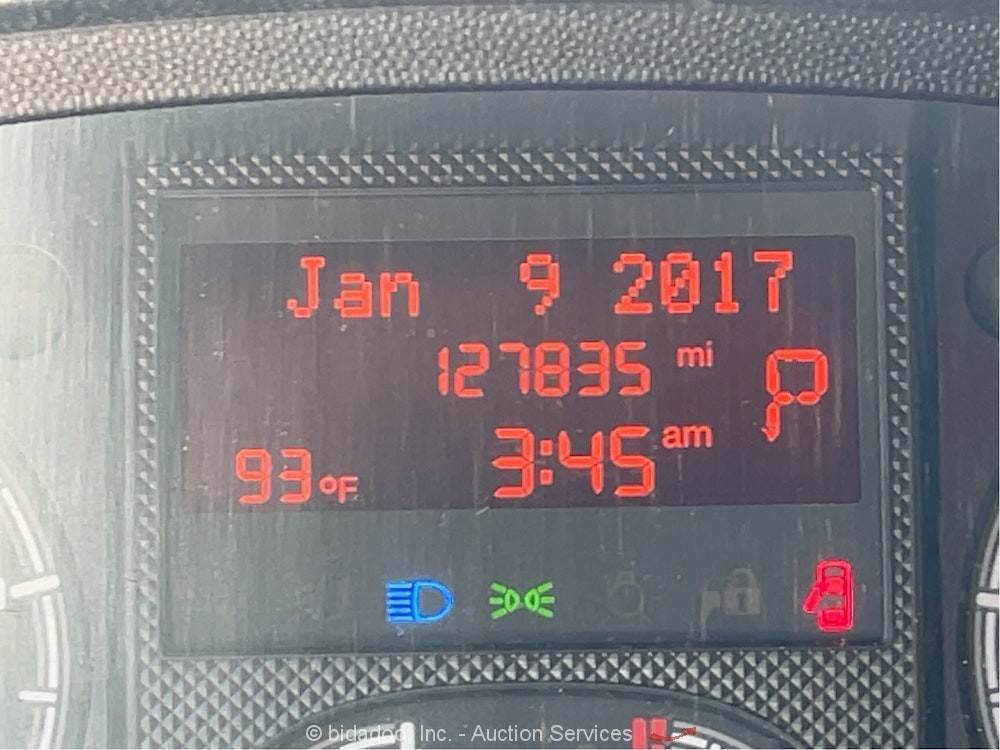 Jan 9 2017
127835 mi
P
3:45 am
93°F
© bidadoo, Inc. - Auction Services